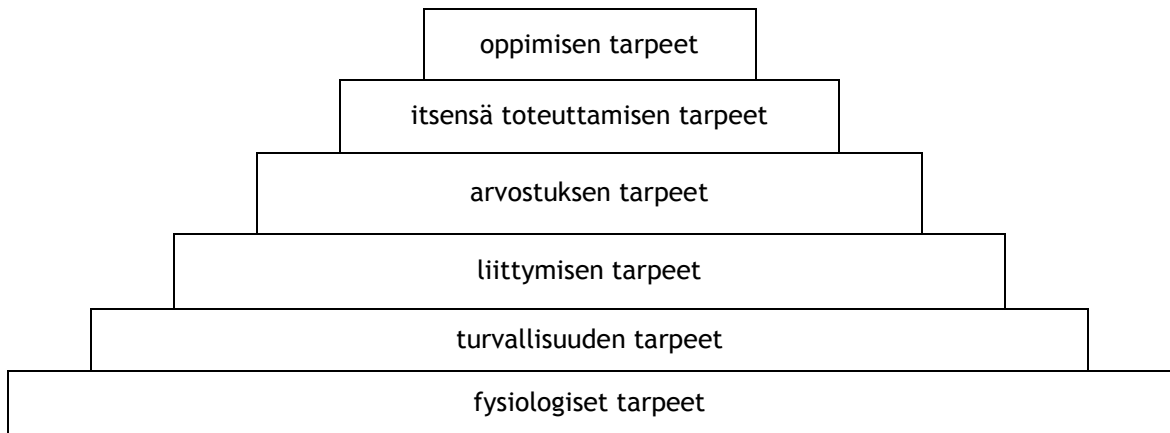 oppimisen tarpeet
itsensä toteuttamisen tarpeet
arvostuksen tarpeet
liittymisen tarpeet
turvallisuuden tarpeet
fysiologiset tarpeet